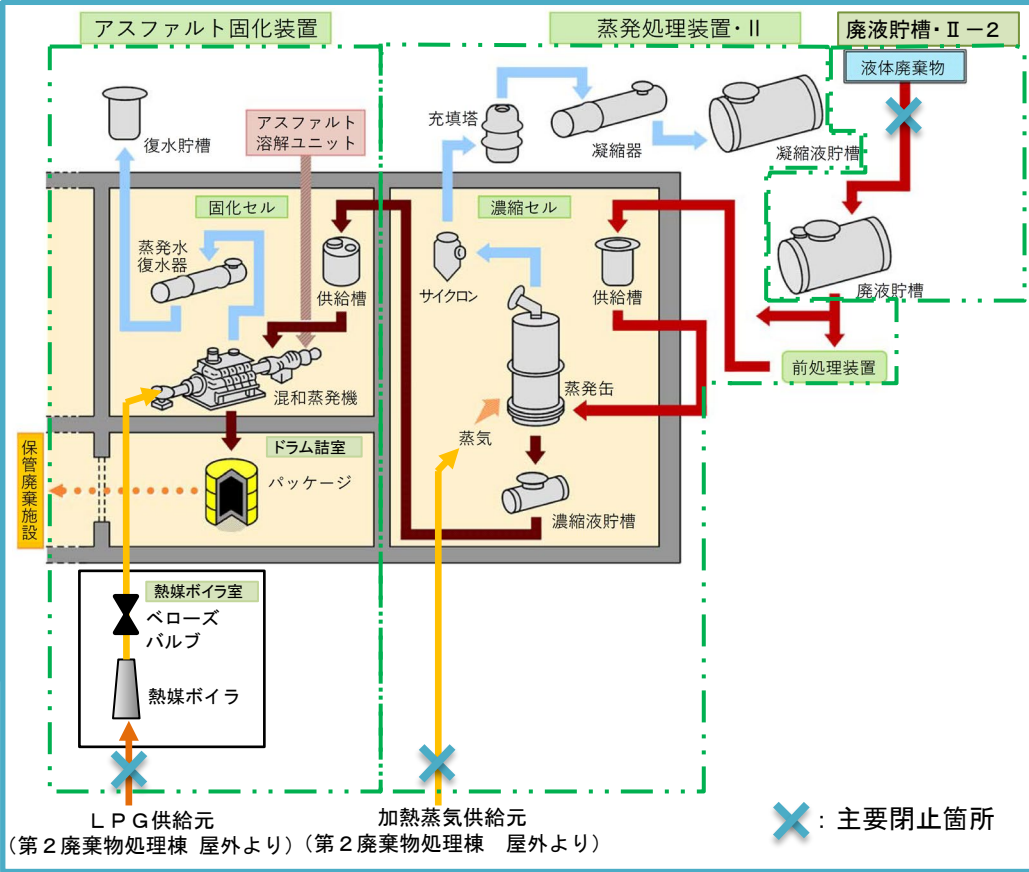 アスファルト固化装置
蒸発処理装置・Ⅱ
廃液貯槽・Ⅱ－２
液体廃棄物
復水貯槽
アスファルト
溶解ユニット
充填塔
凝縮器
凝縮液貯槽
固化セル
濃縮セル
蒸発水
復水器
供給槽
サイクロン
供給槽
廃液貯槽
混和蒸発機
蒸発缶
前処理装置
蒸気
ドラム詰室
パッケージ
保管廃棄施設
濃縮液貯槽
熱媒ボイラ室
ベローズ
バルブ
熱媒ボイラ
ＬＰＧ供給元
（第２廃棄物処理棟 屋外より）
加熱蒸気供給元
（第２廃棄物処理棟　屋外より）
：主要閉止箇所